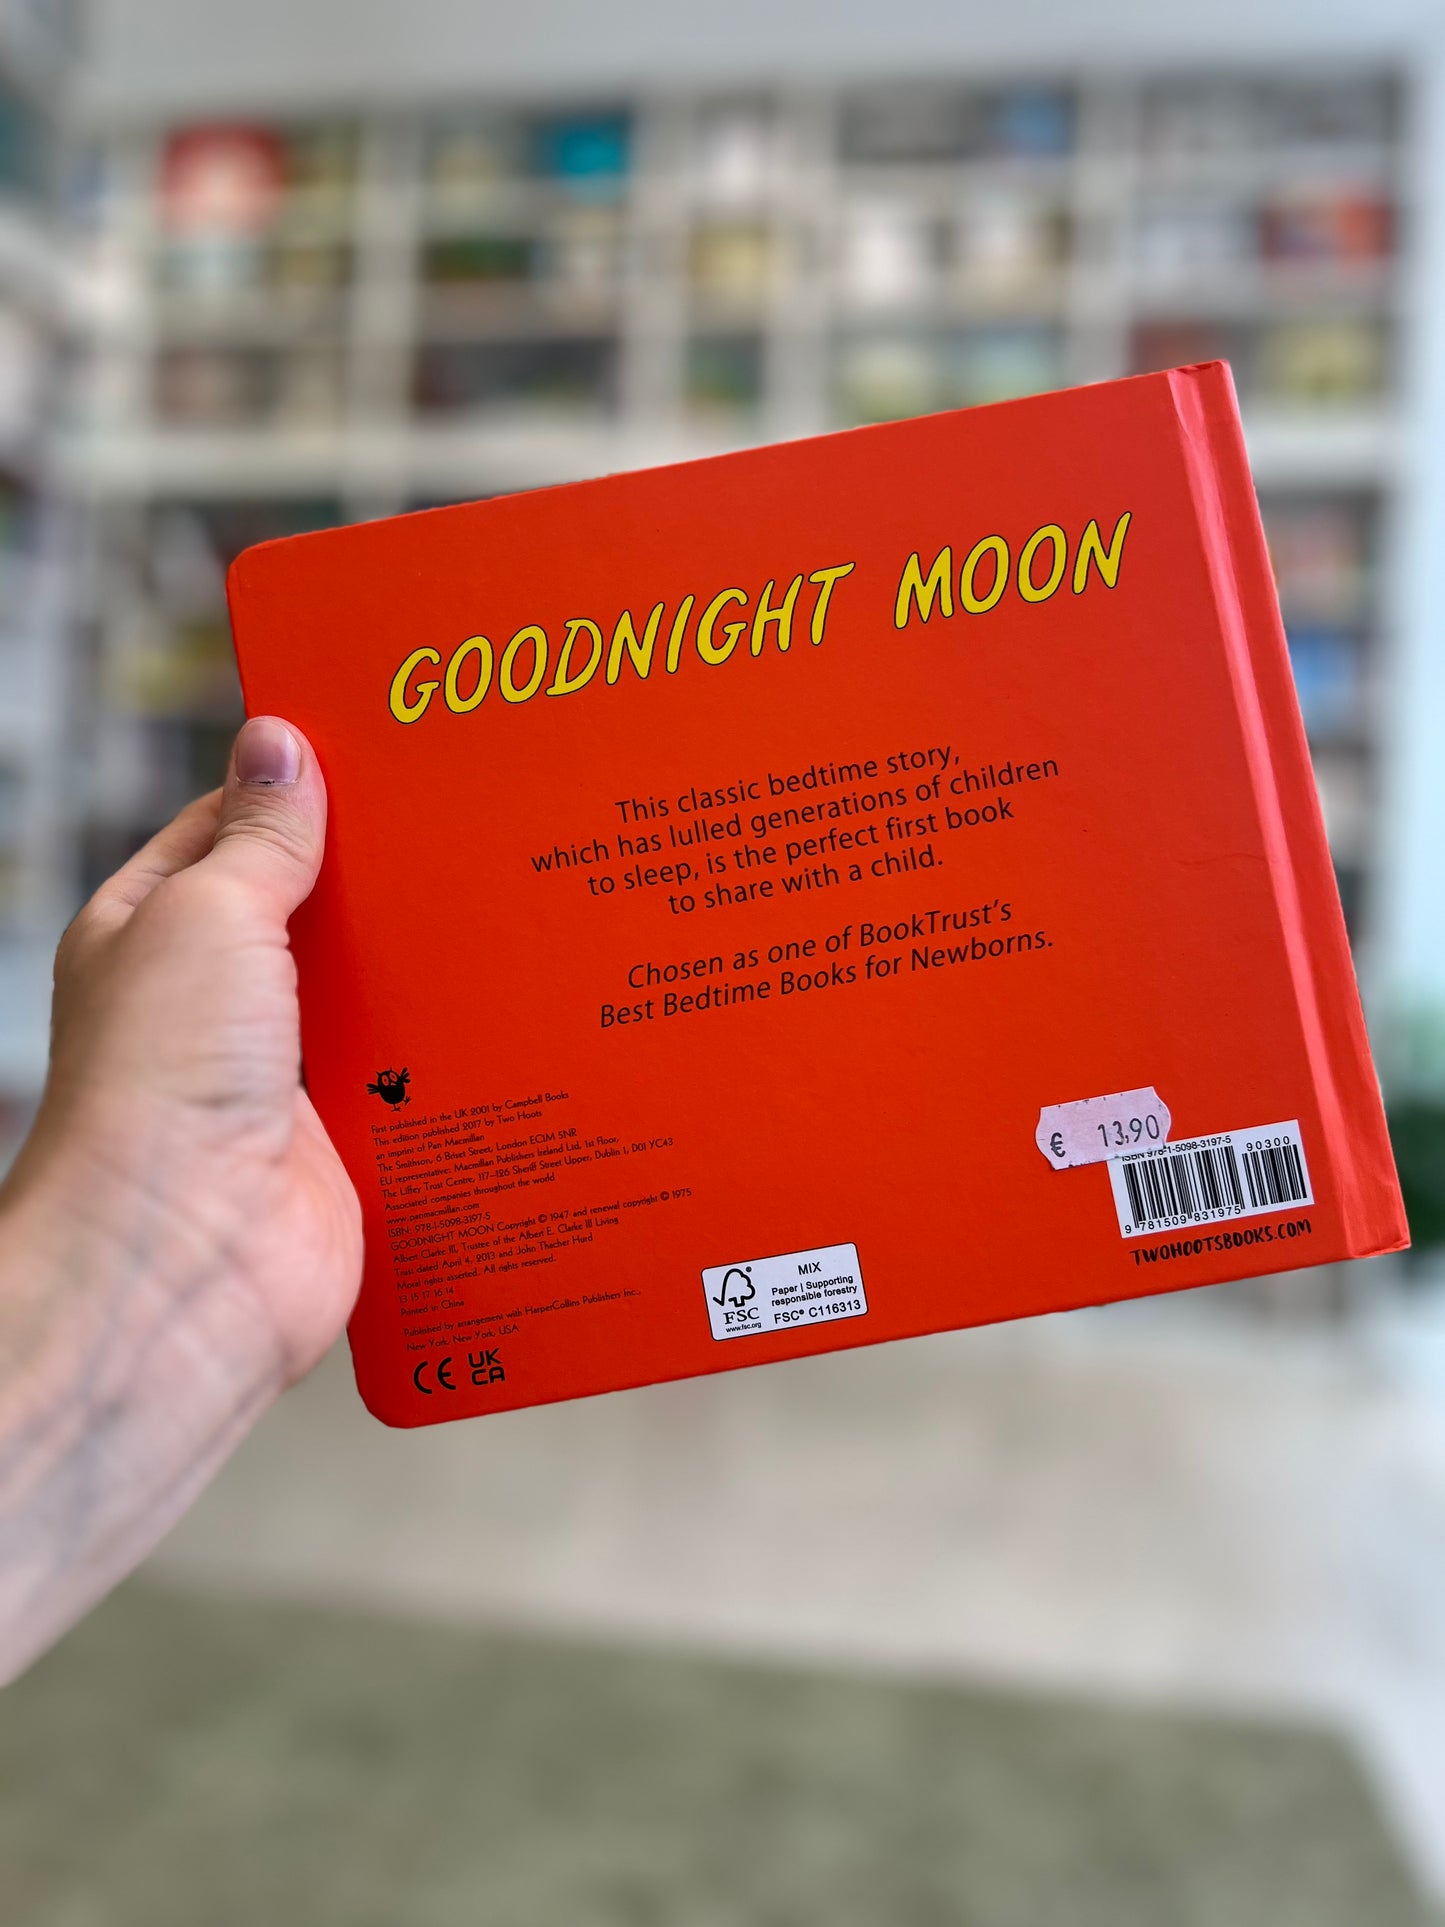 GOODNIGHT MOON
This classic bedtime story,
which has lulled generations of children
to sleep, is the perfect first book
to share with a child.
Chosen as one of BookTrust's
Best Bedtime Books for Newborns.
First published in the UK 2001 by Campbell Books
This edition published 2017 by Two Hoots
an imprint of Pan Macmillan
The Smithson, 6 Briset Street, London EC1M 5NR
EU representative: Macmillan Publishers Ireland Ltd, 1st Floor,
The Liffey Trust Centre, 117–126 Sheriff Street Upper, Dublin 1, D01 YC43
Associated companies throughout the world
www.panmacmillan.com
ISBN: 978-1-5098-3197-5
GOODNIGHT MOON Copyright © 1947 and renewal copyright © 1975
Albert Clarke III, Trustee of the Albert E. Clarke III Living
Trust dated April 4, 2013 and John Thacher Hurd
Moral rights asserted. All rights reserved.
13 15 17 16 14
Printed in China
Published by arrangement with HarperCollins Publishers Inc.,
New York, New York, USA
CE UK
CA
MIX
Paper | Supporting
responsible forestry
FSC® C116313
FSC®
www.fsc.org
€ 13,90
ISBN 978-1-5098-3197-5
90300
9 781509 831975
TWOHOOTSBOOKS.COM